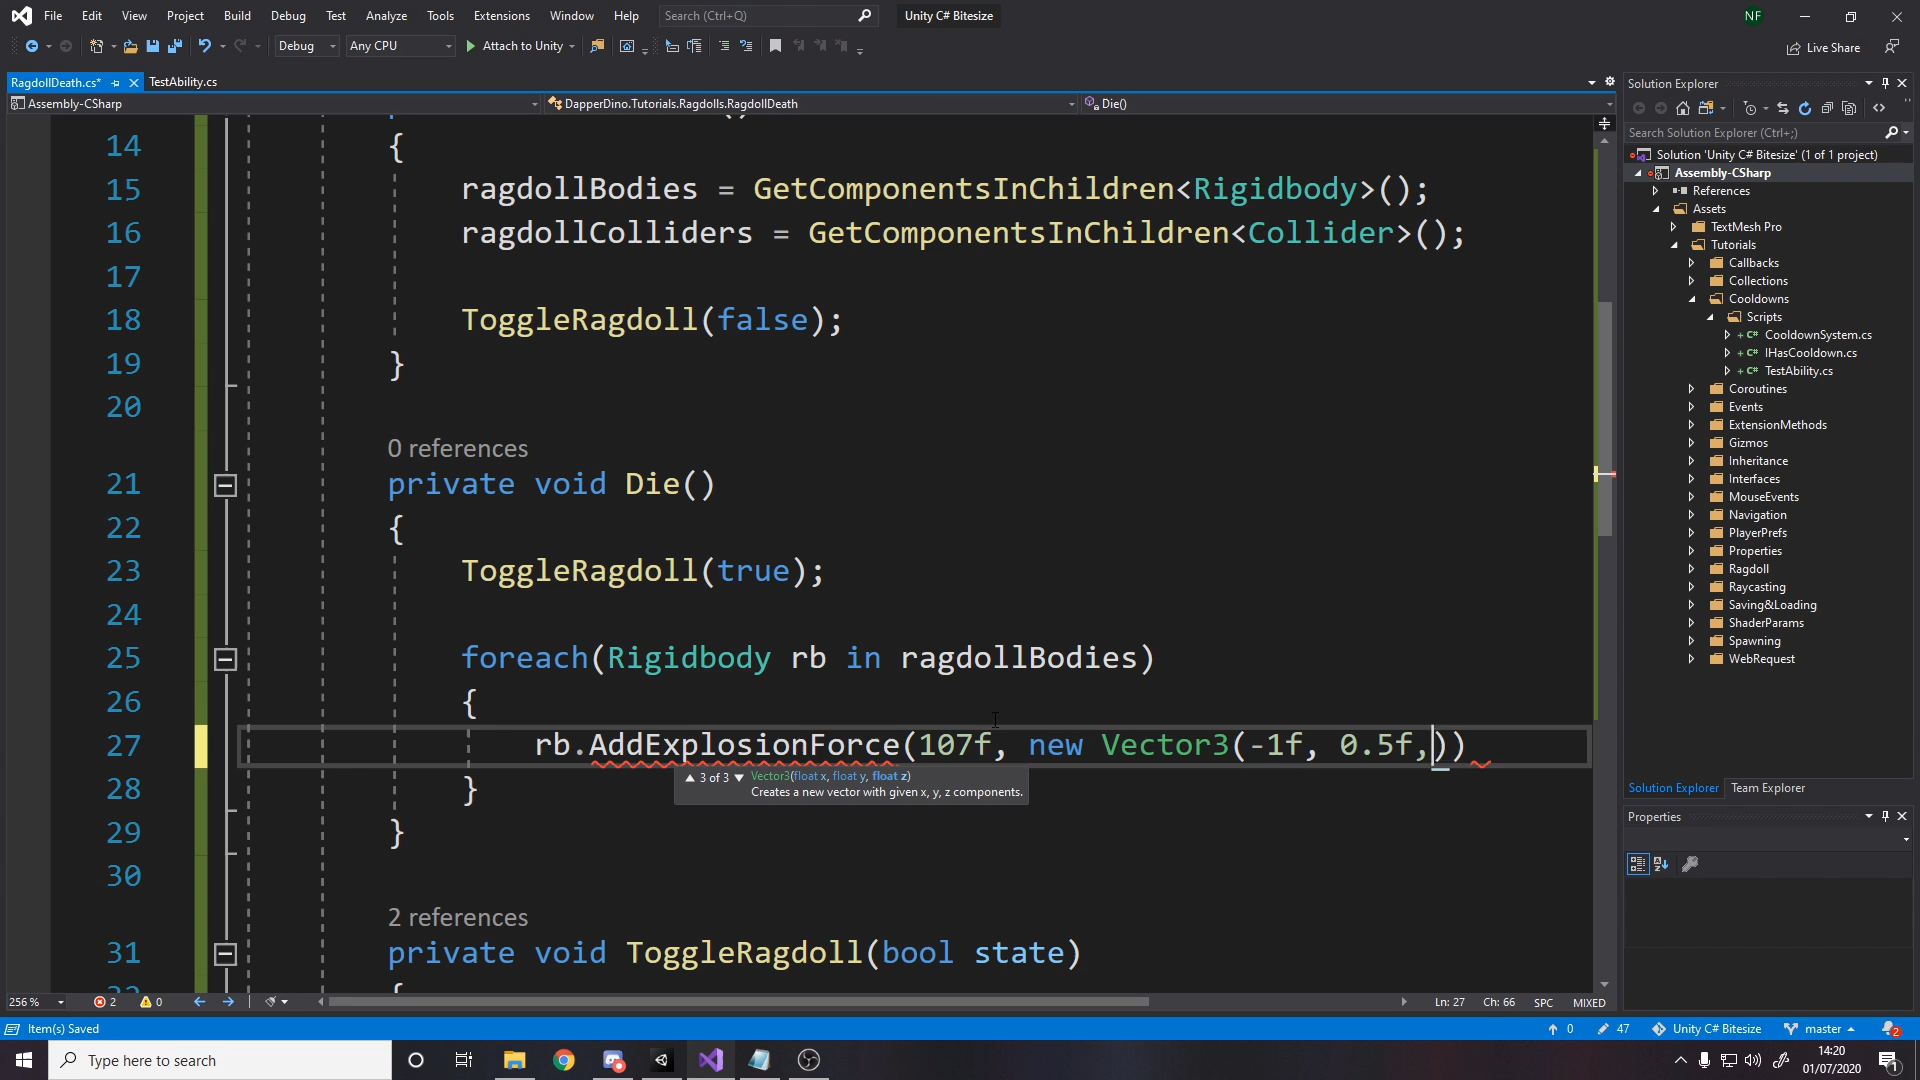 File Edit View Project Build Debug Test Analyze Tools Extensions Window Help Search (Ctrl+Q) Unity C# Bitesize NF
Debug Any CPU Attach to Unity Live Share
RagdollDeath.cs* TestAbility.cs
Assembly-CSharp DapperDino.Tutorials.Ragdolls.RagdollDeath Die()
14 {
15 ragdollBodies = GetComponentsInChildren<Rigidbody>();
16 ragdollColliders = GetComponentsInChildren<Collider>();
17
18 ToggleRagdoll(false);
19 }
20
0 references
21 private void Die()
22 {
23 ToggleRagdoll(true);
24
25 foreach(Rigidbody rb in ragdollBodies)
26 {
27 rb.AddExplosionForce(107f, new Vector3(-1f, 0.5f,))
3 of 3 Vector3(float x, float y, float z)
Creates a new vector with given x, y, z components.
28 }
29 }
30
2 references
31 private void ToggleRagdoll(bool state)
{
256 % 2 0 Ln: 27 Ch: 66 SPC MIXED
Solution Explorer
Search Solution Explorer (Ctrl+;)
Solution 'Unity C# Bitesize' (1 of 1 project)
Assembly-CSharp
References
Assets
TextMesh Pro
Tutorials
Callbacks
Collections
Cooldowns
Scripts
C# CooldownSystem.cs
C# IHasCooldown.cs
C# TestAbility.cs
Coroutines
Events
ExtensionMethods
Gizmos
Inheritance
Interfaces
MouseEvents
Navigation
PlayerPrefs
Properties
Ragdoll
Raycasting
Saving&Loading
ShaderParams
Spawning
WebRequest
Solution Explorer Team Explorer
Properties
Item(s) Saved 0 47 Unity C# Bitesize master 2
Type here to search
14:20
01/07/2020
1